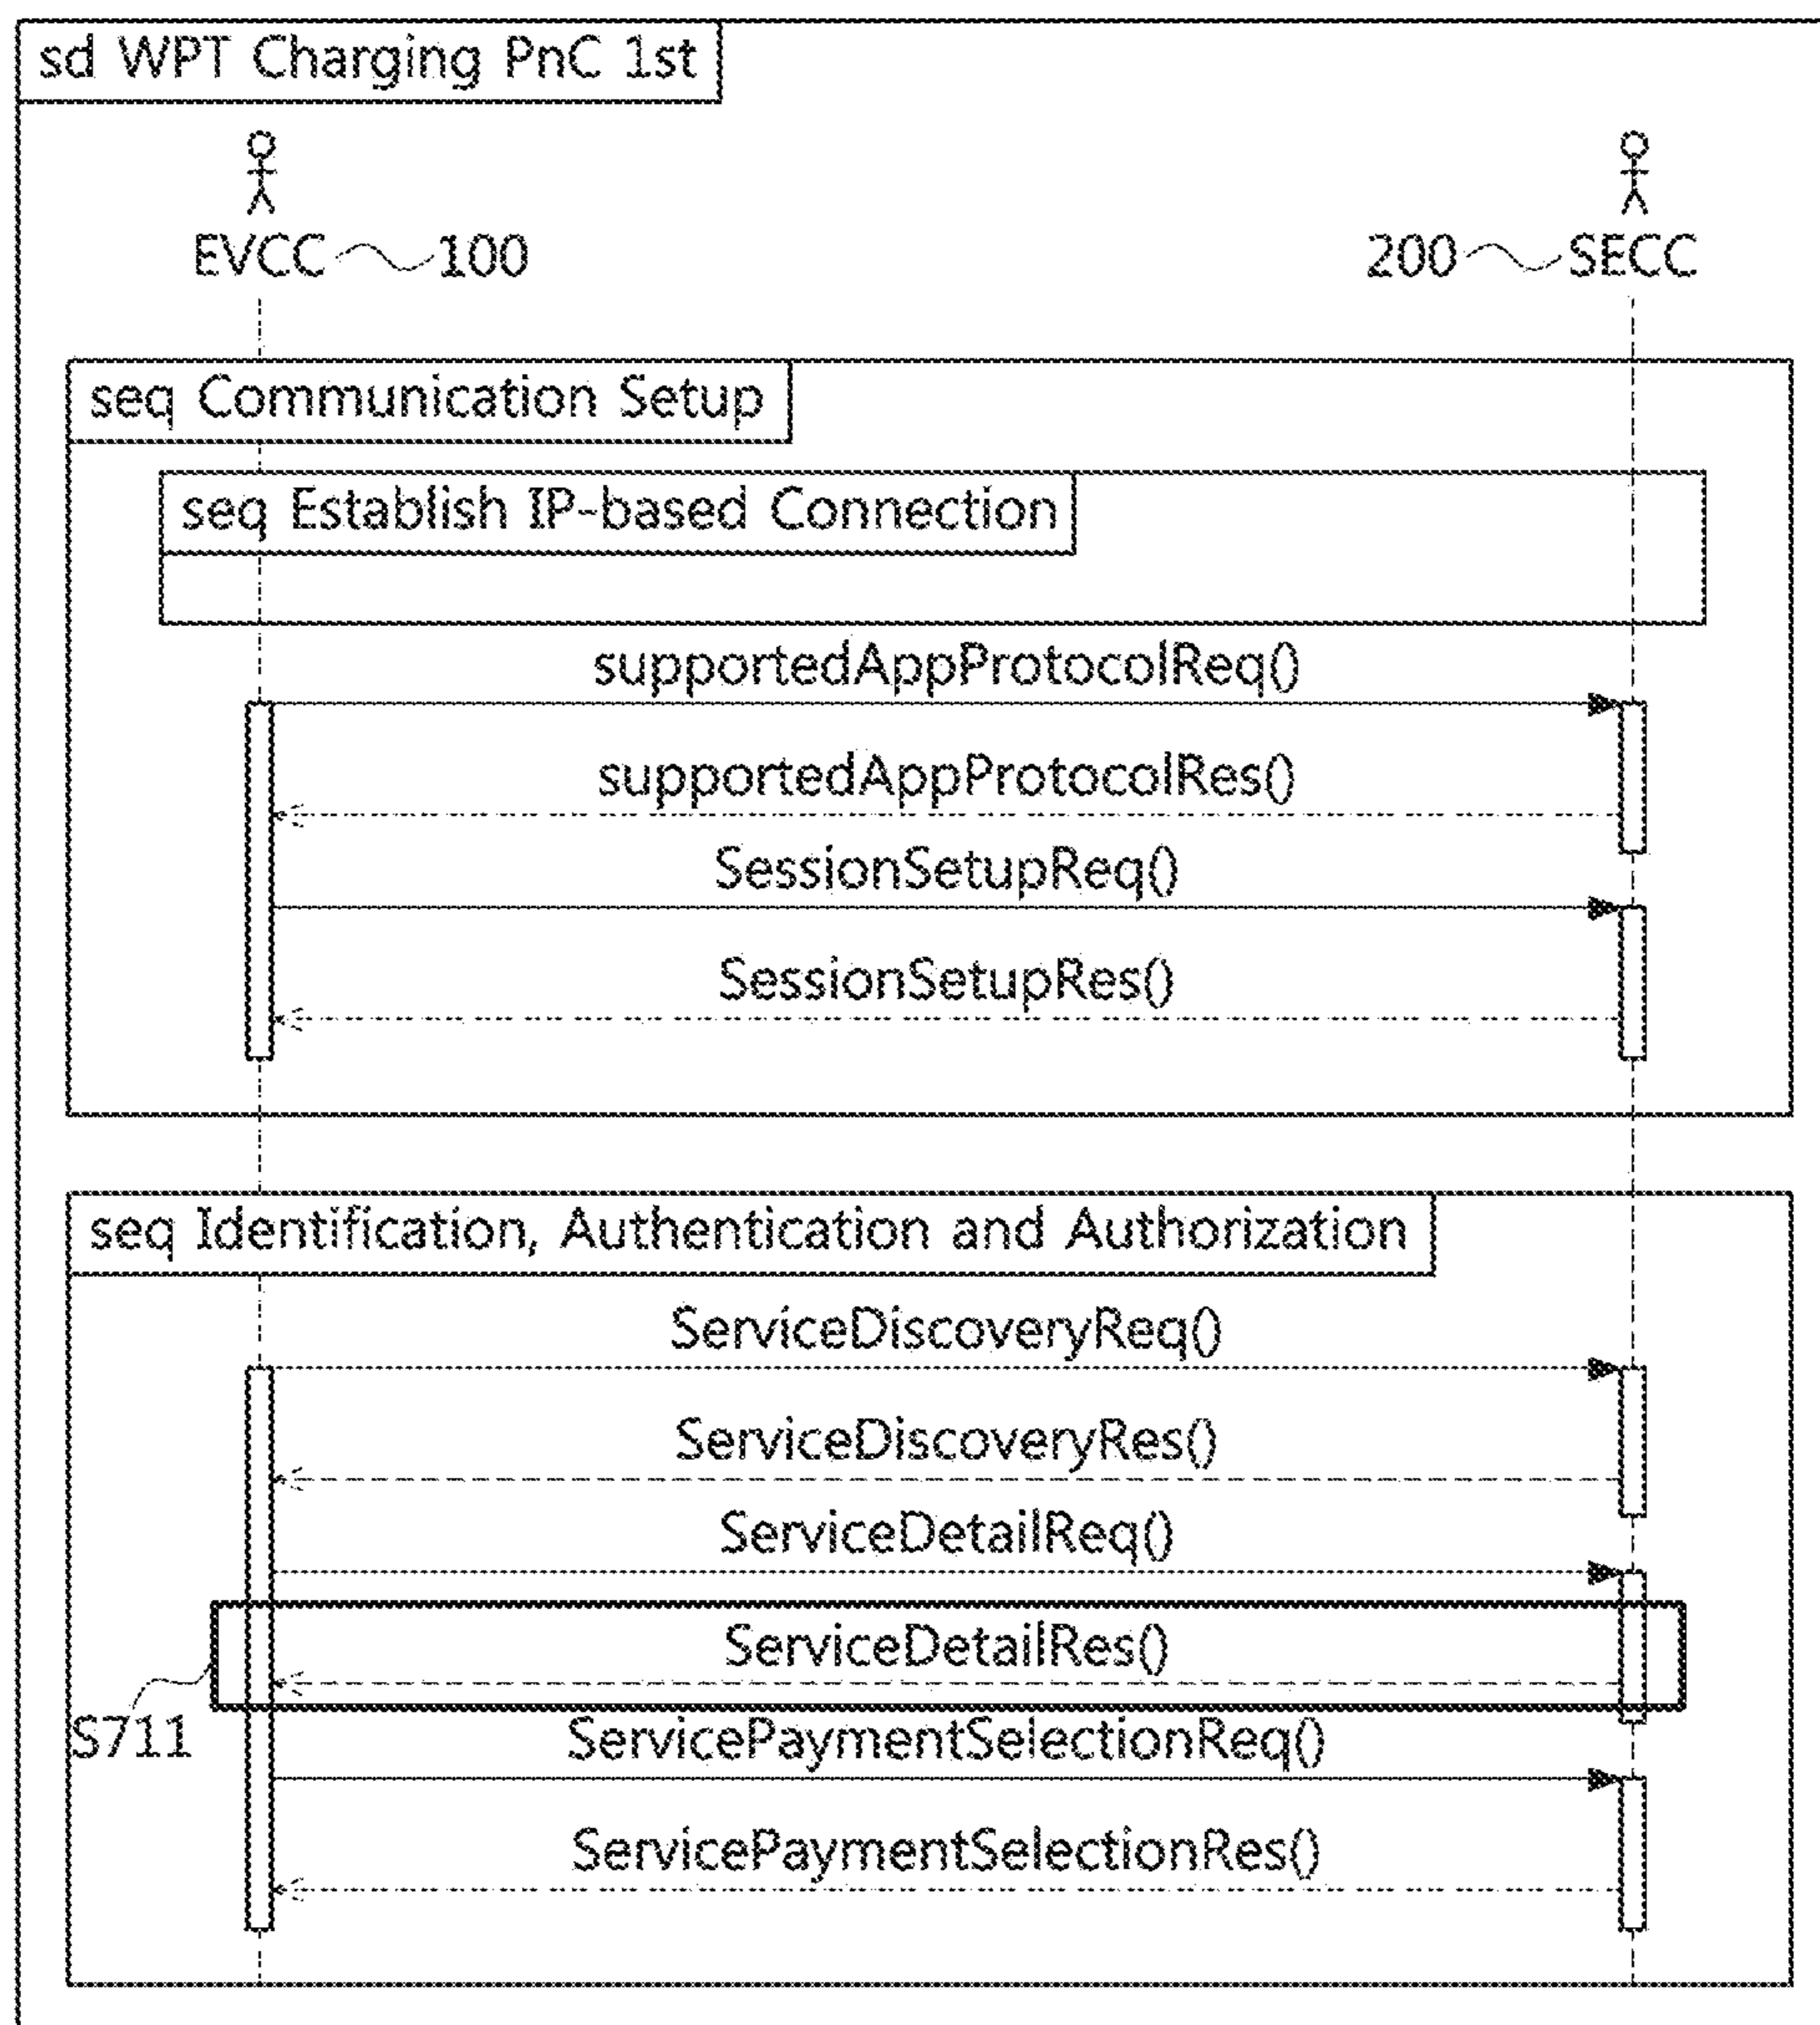 sd WPT Charging PnC 1st
EVCC 100
200 SECC
seq Communication Setup
seq Establish IP-based Connection
supportedAppProtocolReq()
supportedAppProtocolRes()
SessionSetupReq()
SessionSetupRes()
seq Identification, Authentication and Authorization
ServiceDiscoveryReq()
ServiceDiscoveryRes()
ServiceDetailReq()
ServiceDetailRes()
S711
ServicePaymentSelectionReq()
ServicePaymentSelectionRes()